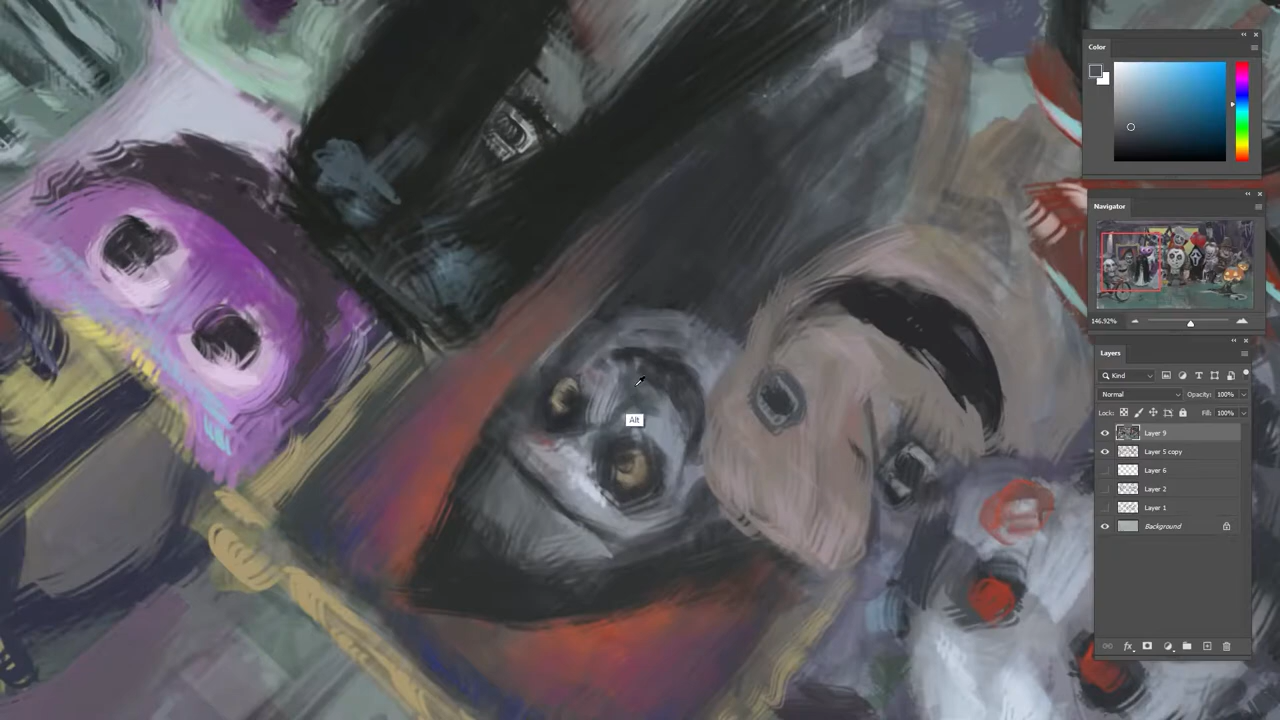 Color
Navigator
146.92%
Layers
Kind
Normal
Opacity: 100%
Lock:
Fill: 100%
Layer 9
Layer 5 copy
Layer 6
Layer 2
Layer 1
Background
fx
Alt